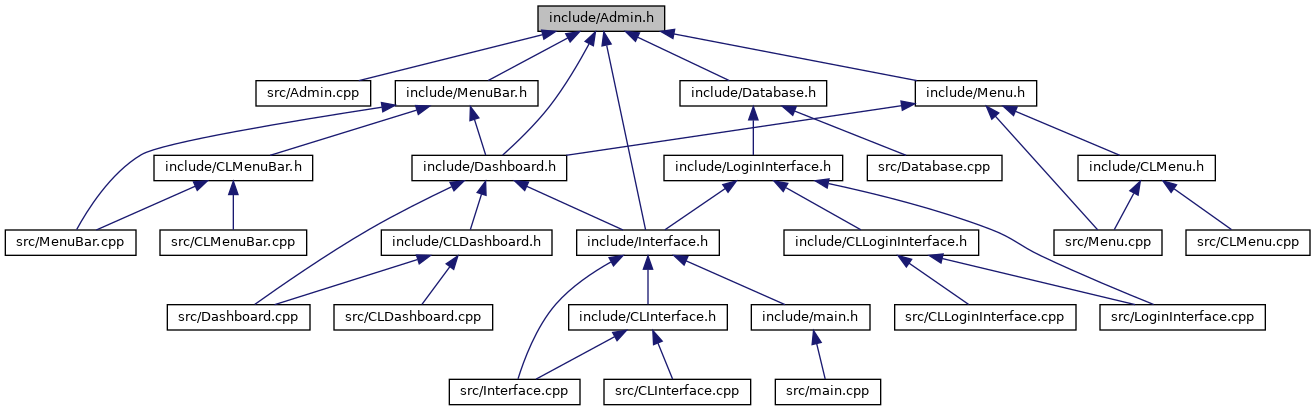 include/Admin.h
src/Admin.cpp
include/MenuBar.h
include/Database.h
include/Menu.h
include/CLMenuBar.h
include/Dashboard.h
include/LoginInterface.h
src/Database.cpp
include/CLMenu.h
src/MenuBar.cpp
src/CLMenuBar.cpp
include/CLDashboard.h
include/Interface.h
include/CLLoginInterface.h
src/Menu.cpp
src/CLMenu.cpp
src/Dashboard.cpp
src/CLDashboard.cpp
include/CLInterface.h
include/main.h
src/CLLoginInterface.cpp
src/LoginInterface.cpp
src/Interface.cpp
src/CLInterface.cpp
src/main.cpp